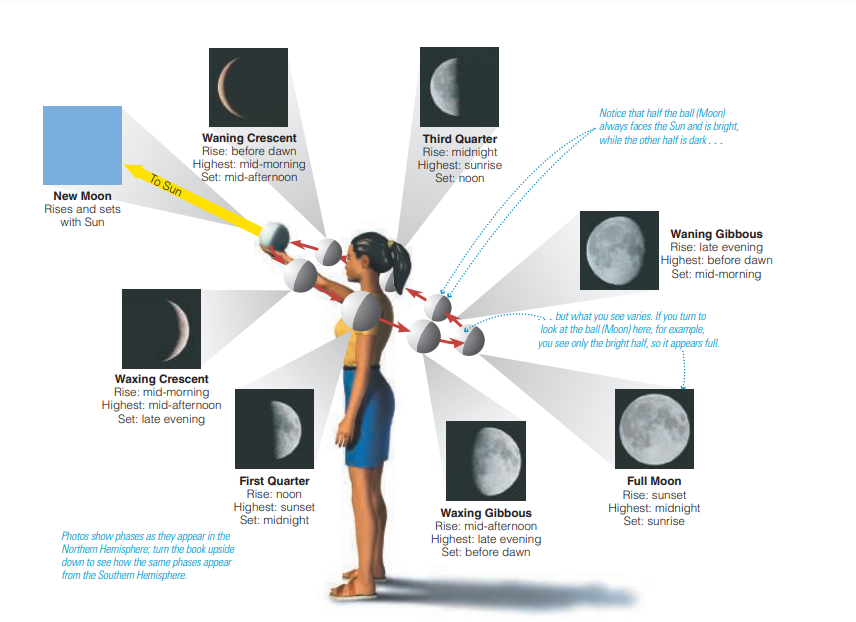 Waning Crescent
Rise: before dawn
Highest: mid-morning
Set: mid-afternoon
Third Quarter
Rise: midnight
Highest: sunrise
Set: noon
Notice that half the ball (Moon)
always faces the Sun and is bright,
while the other half is dark . . .
New Moon
Rises and sets
with Sun
To Sun
Waning Gibbous
Rise: late evening
Highest: before dawn
Set: mid-morning
. . . but what you see varies. If you turn to
look at the ball (Moon) here, for example,
you see only the bright half, so it appears full.
Waxing Crescent
Rise: mid-morning
Highest: mid-afternoon
Set: late evening
First Quarter
Rise: noon
Highest: sunset
Set: midnight
Waxing Gibbous
Rise: mid-afternoon
Highest: late evening
Set: before dawn
Full Moon
Rise: sunset
Highest: midnight
Set: sunrise
Photos show phases as they appear in the
Northern Hemisphere; turn the book upside
down to see how the same phases appear
from the Southern Hemisphere.